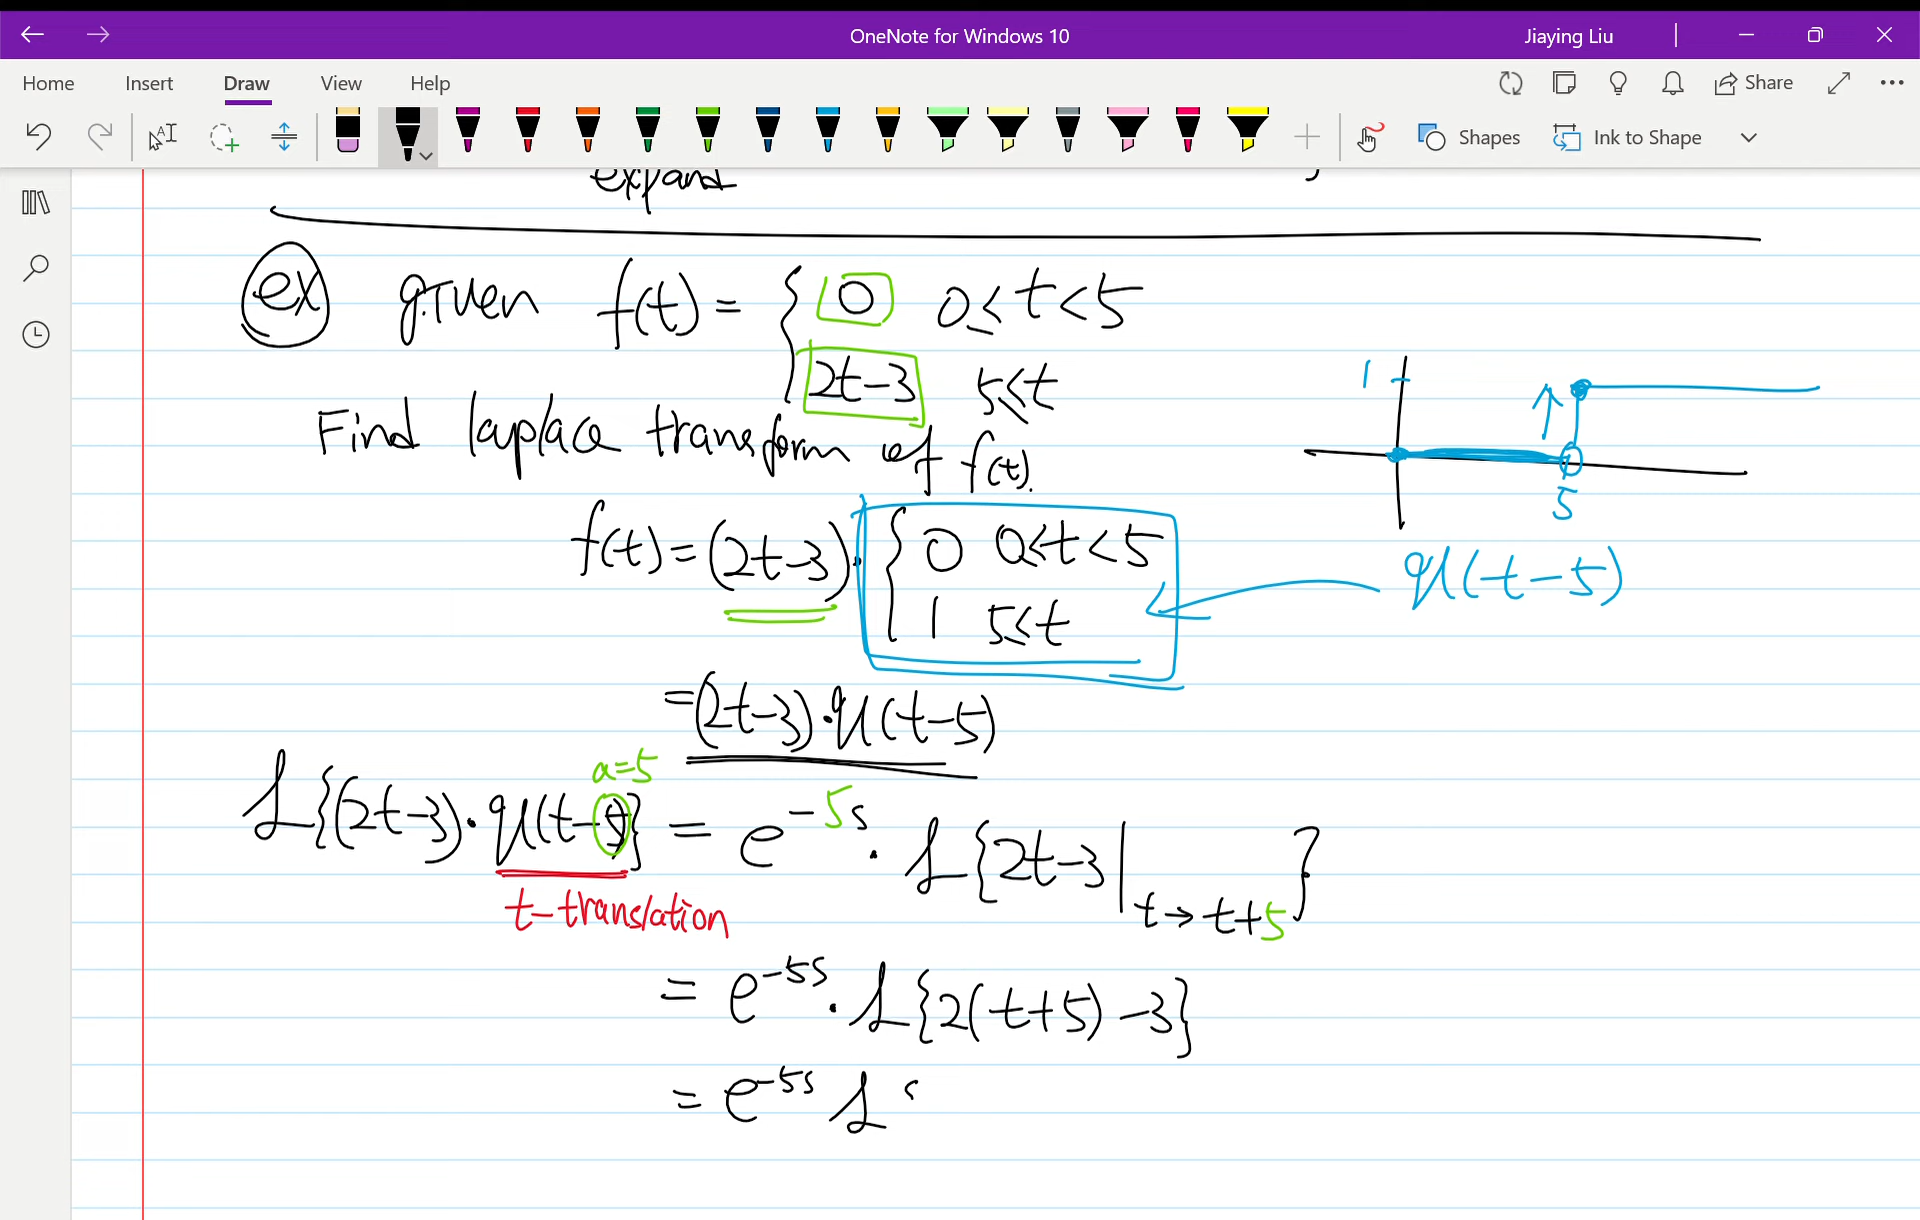 OneNote for Windows 10
Jiaying Liu
Home Insert Draw View Help
Share
Shapes
Ink to Shape
expand
ex given f(t) = { 0 0 ≤ t < 5
2t-3 5 ≤ t
Find laplace transform of f(t).
1
5
f(t) = (2t-3) · { 0 0 ≤ t < 5
1 5 ≤ t
𝒰(t-5)
= (2t-3) · 𝒰(t-5)
a=5
ℒ{(2t-3) · 𝒰(t-5)} = e^{-5s} · ℒ{2t-3 | t→t+5}
t-translation
= e^{-5s} · ℒ{2(t+5)-3}
= e^{-5s} ℒ